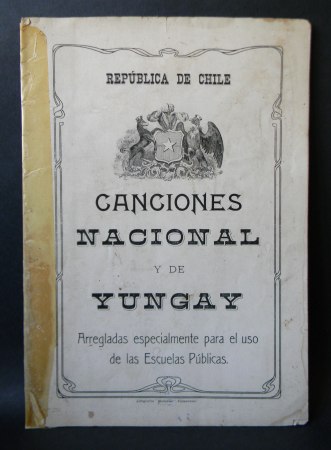 REPÚBLICA DE CHILE
CANCIONES
NACIONAL
Y DE
YUNGAY
Arregladas especialmente para el uso
de las Escuelas Públicas.